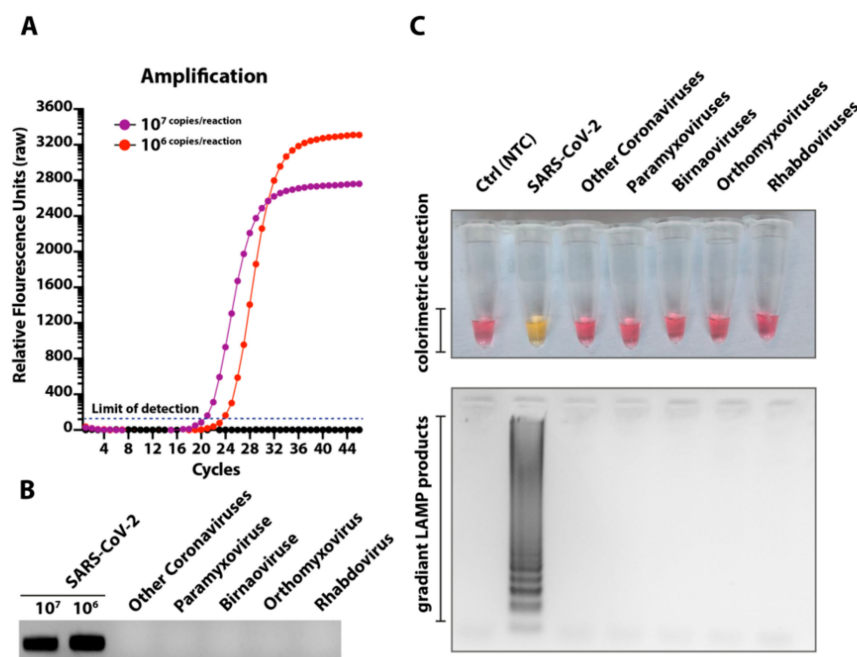 A
Amplification
Relative Flourescence Units (raw)
3600
3200
2800
2400
2000
1600
1200
800
400
0
10⁷ copies/reaction
10⁶ copies/reaction
Limit of detection
4 8 12 16 20 24 28 32 36 40 44
Cycles
B
SARS-CoV-2
10⁷ 10⁶
Other Coronaviruses
Paramyxoviruse
Birnaoviruse
Orthomyxovirus
Rhabdovirus
C
Ctrl (NTC)
SARS-CoV-2
Other Coronaviruses
Paramyxoviruses
Birnaoviruses
Orthomyxoviruses
Rhabdoviruses
colorimetric detection
gradiant LAMP products